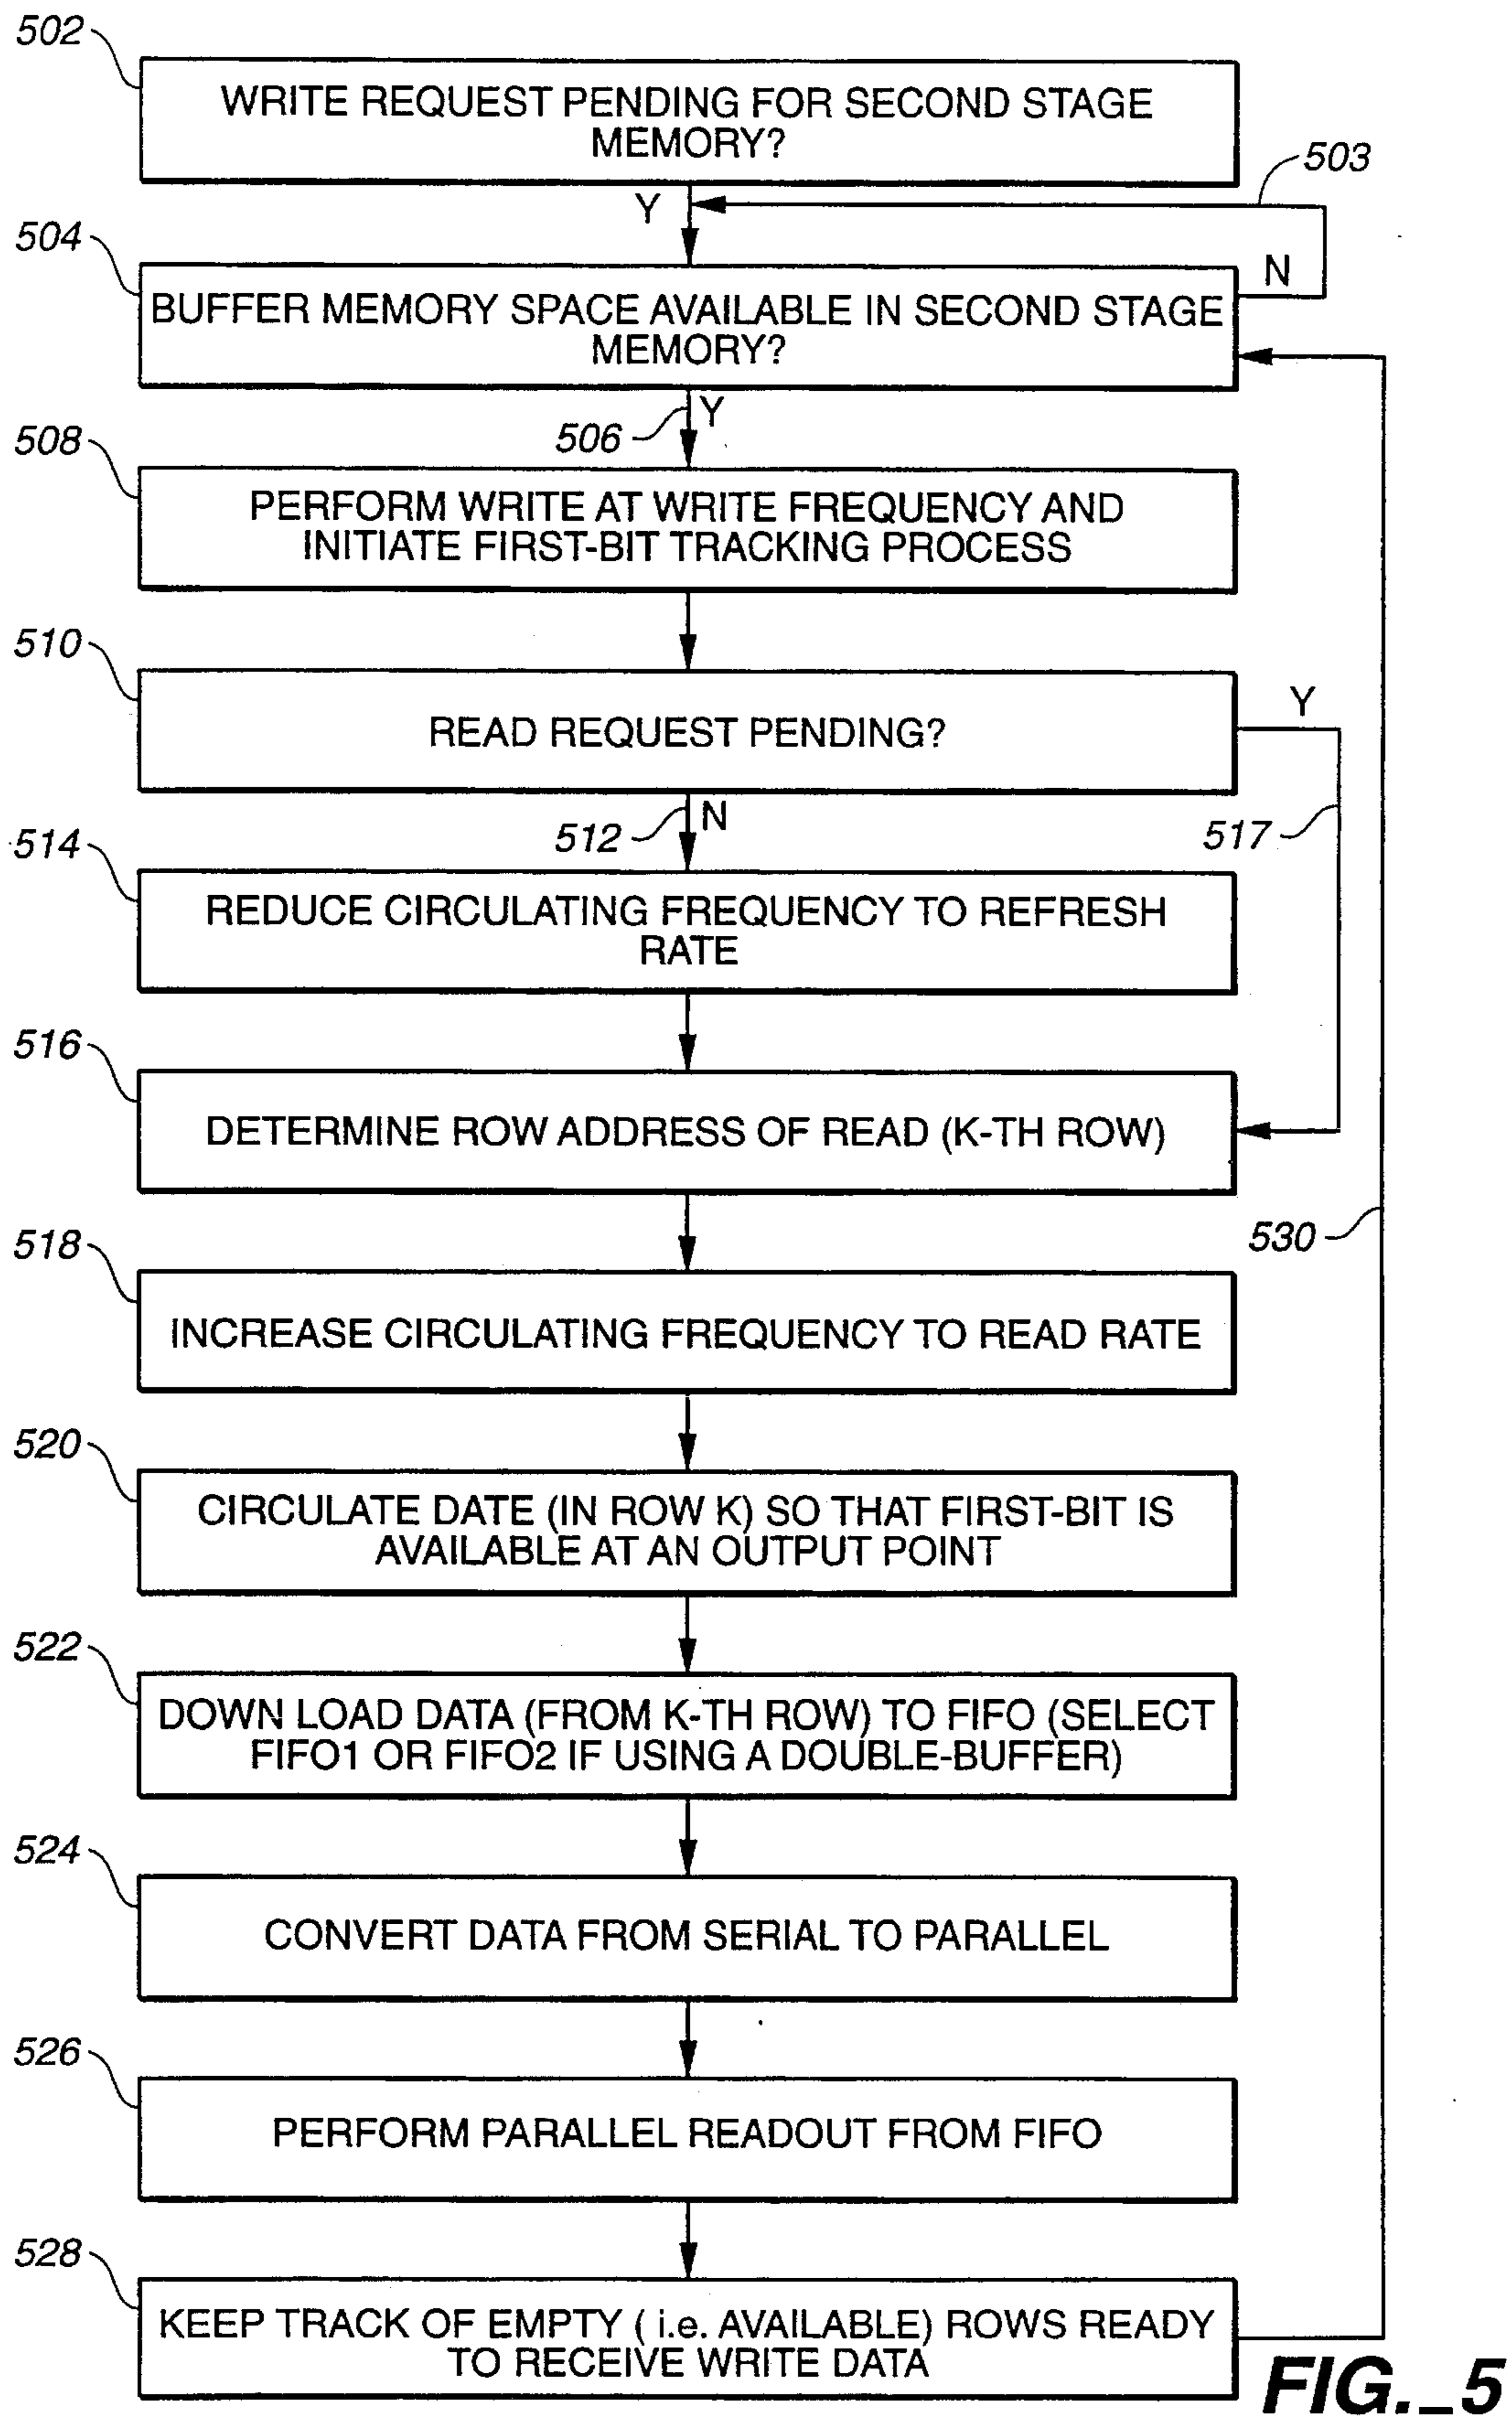 502
WRITE REQUEST PENDING FOR SECOND STAGE
MEMORY?
503
Y
504
N
BUFFER MEMORY SPACE AVAILABLE IN SECOND STAGE
MEMORY?
Y
506
508
PERFORM WRITE AT WRITE FREQUENCY AND
INITIATE FIRST-BIT TRACKING PROCESS
510
Y
READ REQUEST PENDING?
N
512
517
514
REDUCE CIRCULATING FREQUENCY TO REFRESH
RATE
516
DETERMINE ROW ADDRESS OF READ (K-TH ROW)
518
530
INCREASE CIRCULATING FREQUENCY TO READ RATE
520
CIRCULATE DATE (IN ROW K) SO THAT FIRST-BIT IS
AVAILABLE AT AN OUTPUT POINT
522
DOWN LOAD DATA (FROM K-TH ROW) TO FIFO (SELECT
FIFO1 OR FIFO2 IF USING A DOUBLE-BUFFER)
524
CONVERT DATA FROM SERIAL TO PARALLEL
526
PERFORM PARALLEL READOUT FROM FIFO
528
KEEP TRACK OF EMPTY ( i.e. AVAILABLE) ROWS READY
TO RECEIVE WRITE DATA
FIG._5